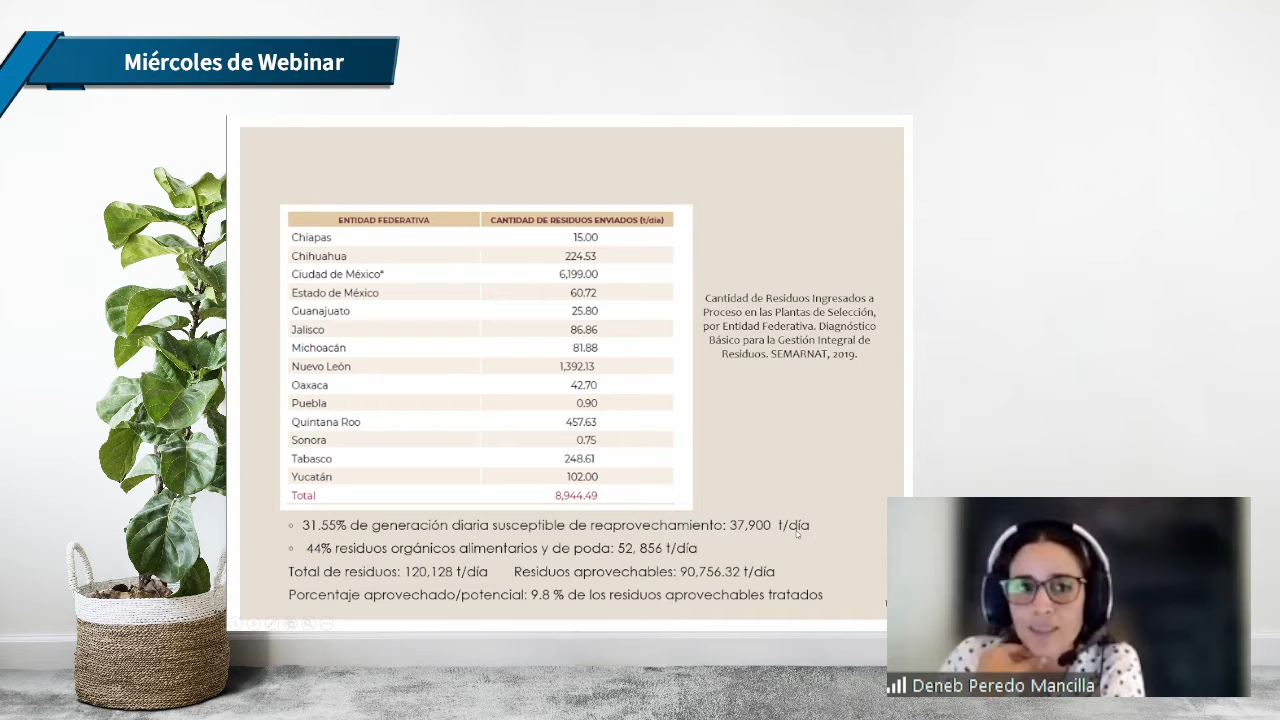 Miércoles de Webinar
ENTIDAD FEDERATIVA CANTIDAD DE RESIDUOS ENVIADOS (t/día)
Chiapas 15.00
Chihuahua 224.53
Ciudad de México* 6,199.00
Estado de México 60.72
Guanajuato 25.80
Jalisco 86.86
Michoacán 81.88
Nuevo León 1,392.13
Oaxaca 42.70
Puebla 0.90
Quintana Roo 457.63
Sonora 0.75
Tabasco 248.61
Yucatán 102.00
Total 8,944.49
Cantidad de Residuos Ingresados a
Proceso en las Plantas de Selección,
por Entidad Federativa. Diagnóstico
Básico para la Gestión Integral de
Residuos. SEMARNAT, 2019.
◦ 31.55% de generación diaria susceptible de reaprovechamiento: 37,900 t/día
◦ 44% residuos orgánicos alimentarios y de poda: 52, 856 t/día
Total de residuos: 120,128 t/día Residuos aprovechables: 90,756.32 t/día
Porcentaje aprovechado/potencial: 9.8 % de los residuos aprovechables tratados
Deneb Peredo Mancilla